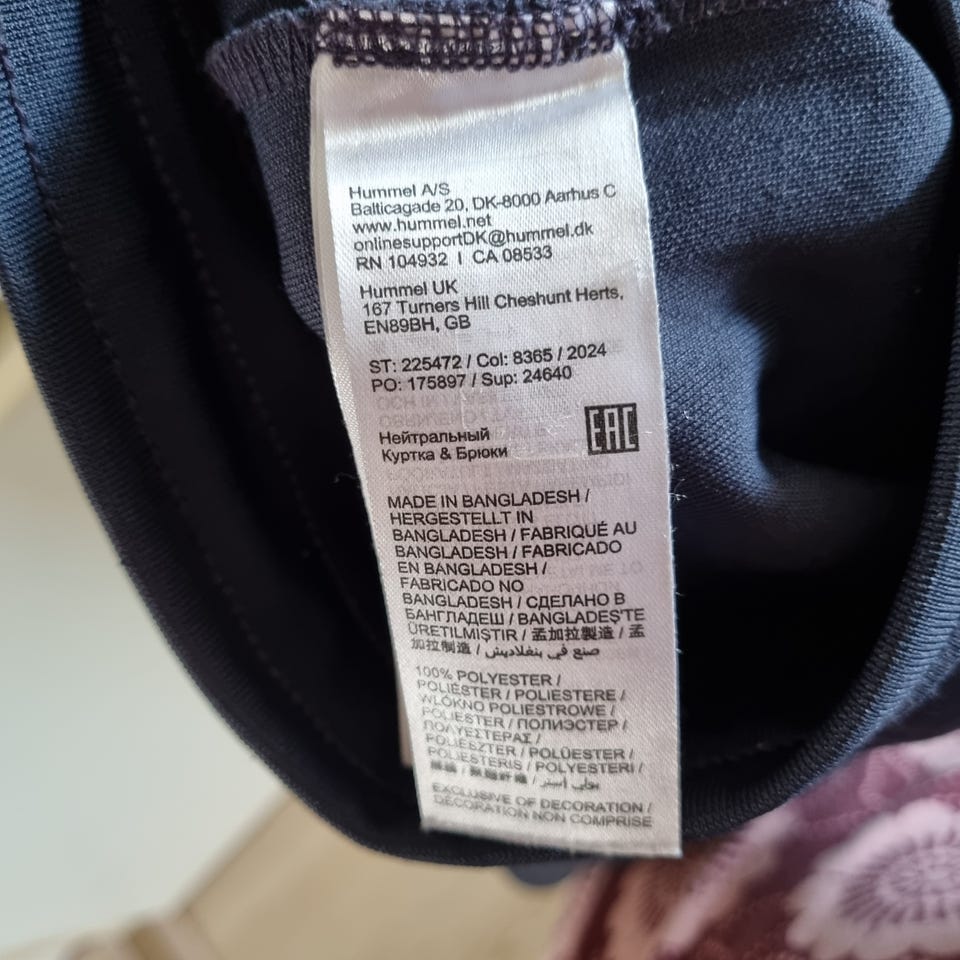 Hummel A/S
Balticagade 20, DK-8000 Aarhus C
www.hummel.net
onlinesupportDK@hummel.dk
RN 104932 I CA 08533
Hummel UK
167 Turners Hill Cheshunt Herts,
EN89BH, GB
ST: 225472 / Col: 8365 / 2024
PO: 175897 / Sup: 24640
Нейтральный
Куртка & Брюки
EAC
MADE IN BANGLADESH /
HERGESTELLT IN
BANGLADESH / FABRIQUÉ AU
BANGLADESH / FABRICADO
EN BANGLADESH /
FABRICADO NO
BANGLADESH / СДЕЛАНО В
БАНГЛАДЕШ / BANGLADEŞ'TE
ÜRETILMIŞTIR / 孟加拉製造 / 孟
加拉制造 / صنع في بنغلاديش
100% POLYESTER /
POLIÉSTER / POLIESTERE /
WŁÓKNO POLIESTROWE /
POLIESTER / ПОЛИЭСТЕР /
ΠΟΛΥΕΣΤΕΡΑΣ /
POLIÉSZTER / POLÜESTER /
POLIESTERIS / POLYESTERI /
بولي إستر
EXCLUSIVE OF DECORATION /
DÉCORATION NON COMPRISE